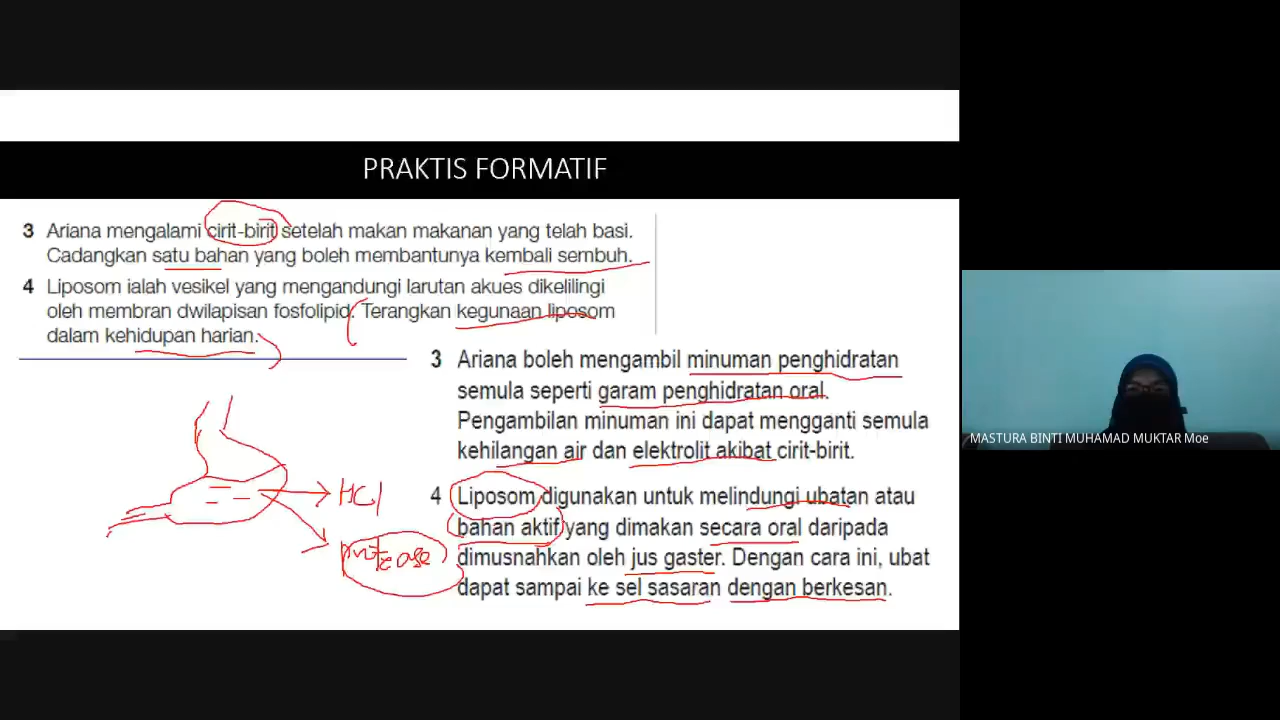 PRAKTIS FORMATIF
3 Ariana mengalami cirit-birit setelah makan makanan yang telah basi.
Cadangkan satu bahan yang boleh membantunya kembali sembuh.
4 Liposom ialah vesikel yang mengandungi larutan akues dikelilingi
oleh membran dwilapisan fosfolipid. Terangkan kegunaan liposom
dalam kehidupan harian.
3 Ariana boleh mengambil minuman penghidratan
semula seperti garam penghidratan oral.
Pengambilan minuman ini dapat mengganti semula
kehilangan air dan elektrolit akibat cirit-birit.
4 Liposom digunakan untuk melindungi ubatan atau
bahan aktif yang dimakan secara oral daripada
dimusnahkan oleh jus gaster. Dengan cara ini, ubat
dapat sampai ke sel sasaran dengan berkesan.
HCl
protease
MASTURA BINTI MUHAMAD MUKTAR Moe